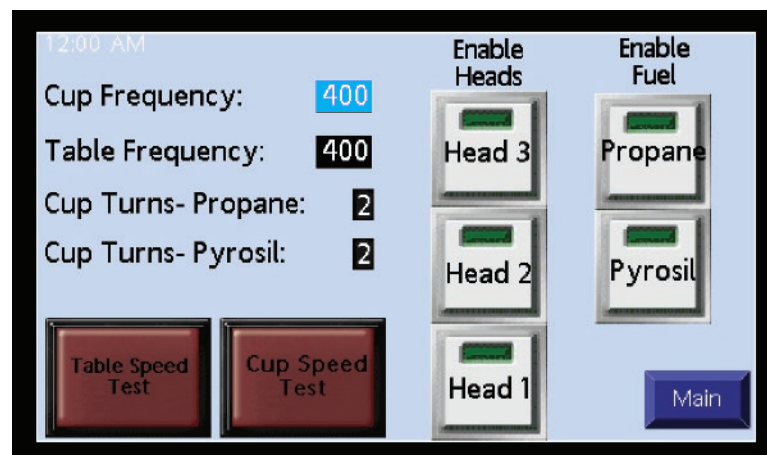 12:00 AM
Cup Frequency: 400
Table Frequency: 400
Cup Turns- Propane: 2
Cup Turns- Pyrosil: 2
Table Speed
Test
Cup Speed
Test
Enable
Heads
Head 3
Head 2
Head 1
Enable
Fuel
Propane
Pyrosil
Main